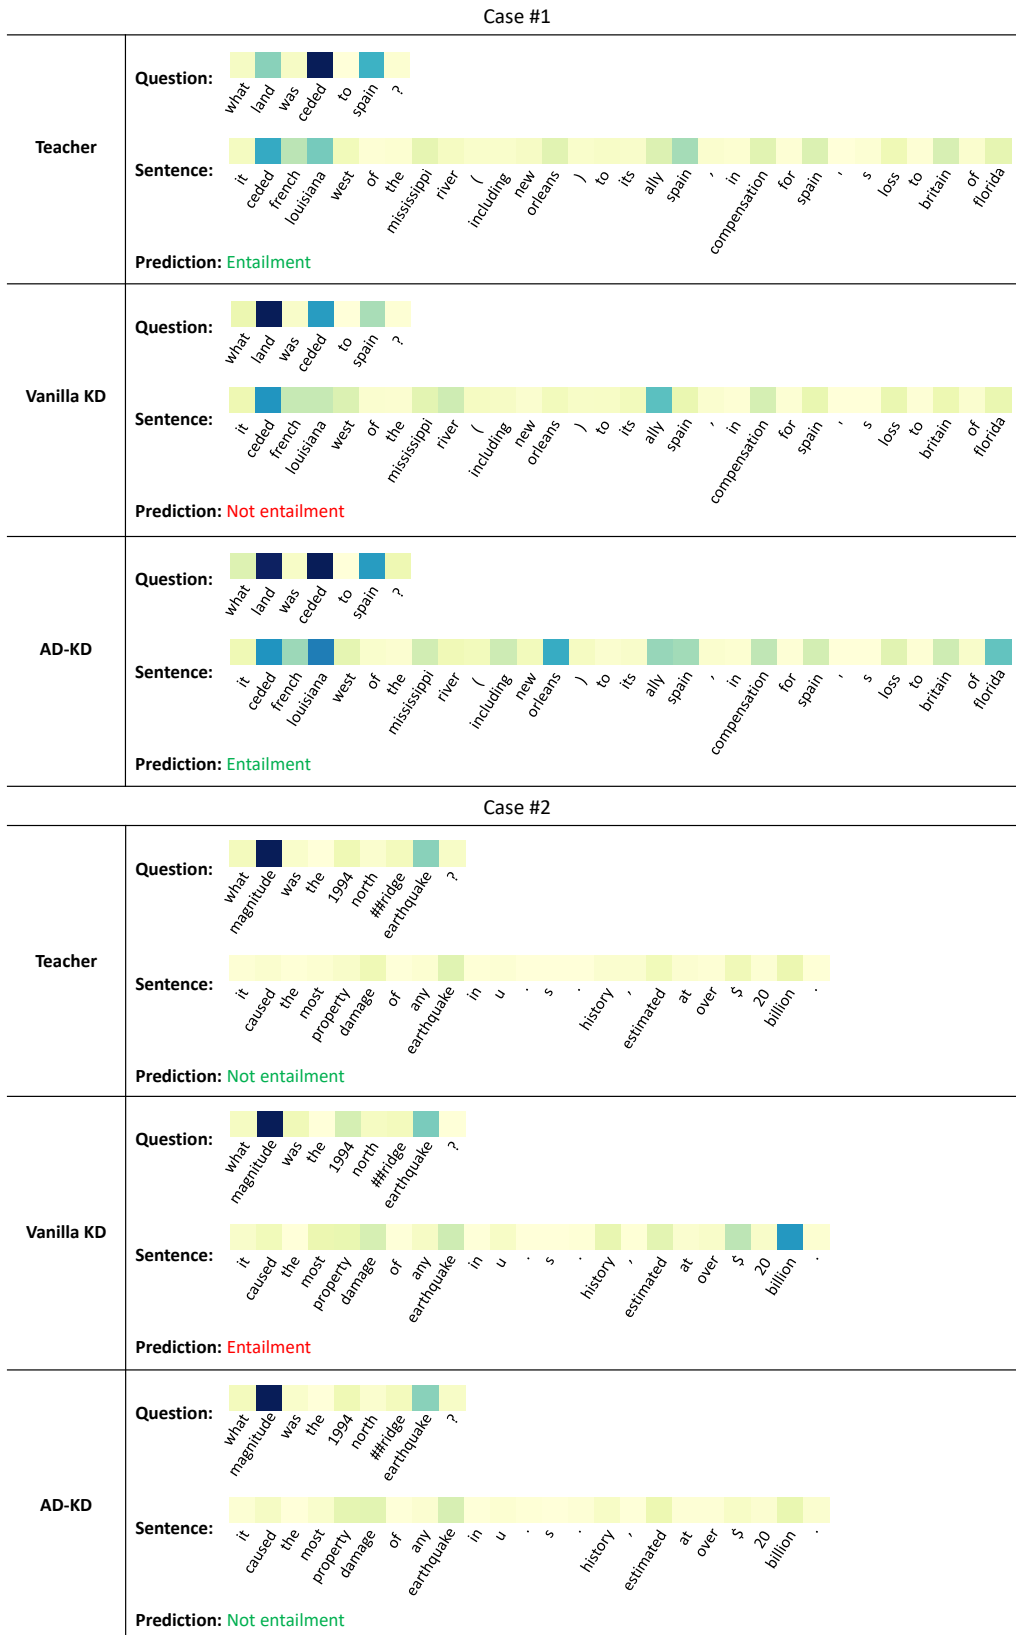 Case #1
Teacher
Question:
what land was ceded to spain ?
Sentence:
it ceded french louisiana west of the mississippi river ( including new orleans ) to its ally spain , in compensation for spain ' s loss to britain of florida
Prediction: Entailment
Vanilla KD
Question:
what land was ceded to spain ?
Sentence:
it ceded french louisiana west of the mississippi river ( including new orleans ) to its ally spain , in compensation for spain ' s loss to britain of florida
Prediction: Not entailment
AD-KD
Question:
what land was ceded to spain ?
Sentence:
it ceded french louisiana west of the mississippi river ( including new orleans ) to its ally spain , in compensation for spain ' s loss to britain of florida
Prediction: Entailment
Case #2
Teacher
Question:
what magnitude was the 1994 north ##ridge earthquake ?
Sentence:
it caused the most property damage of any earthquake in u . s . history , estimated at over $ 20 billion .
Prediction: Not entailment
Vanilla KD
Question:
what magnitude was the 1994 north ##ridge earthquake ?
Sentence:
it caused the most property damage of any earthquake in u . s . history , estimated at over $ 20 billion .
Prediction: Entailment
AD-KD
Question:
what magnitude was the 1994 north ##ridge earthquake ?
Sentence:
it caused the most property damage of any earthquake in u . s . history , estimated at over $ 20 billion .
Prediction: Not entailment